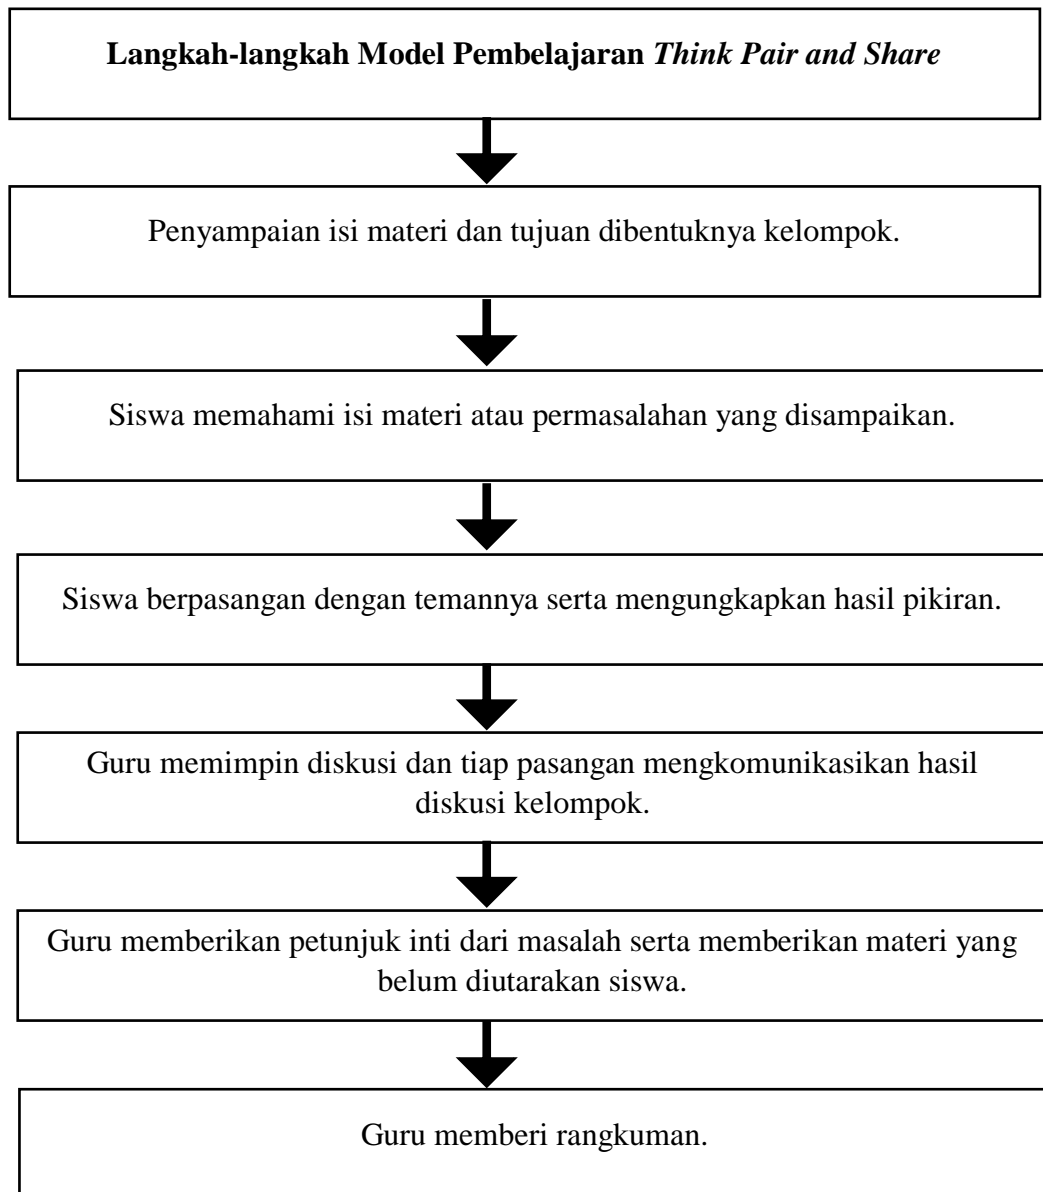 Langkah-langkah Model Pembelajaran Think Pair and Share
Penyampaian isi materi dan tujuan dibentuknya kelompok.
Siswa memahami isi materi atau permasalahan yang disampaikan.
Siswa berpasangan dengan temannya serta mengungkapkan hasil pikiran.
Guru memimpin diskusi dan tiap pasangan mengkomunikasikan hasil
diskusi kelompok.
Guru memberikan petunjuk inti dari masalah serta memberikan materi yang
belum diutarakan siswa.
Guru memberi rangkuman.